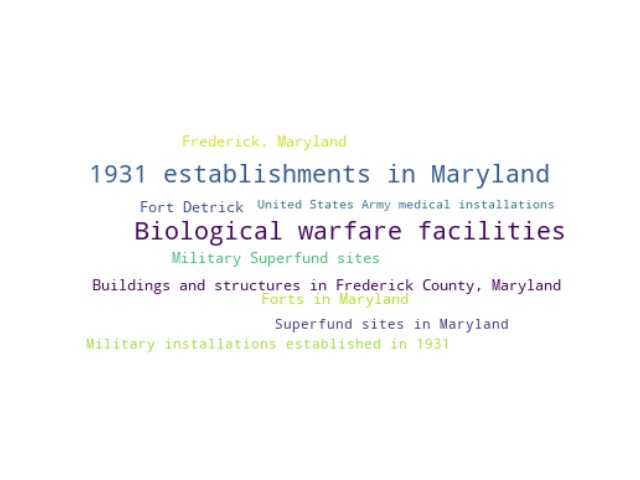 Frederick, Maryland
1931 establishments in Maryland
Fort Detrick
United States Army medical installations
Biological warfare facilities
Military Superfund sites
Buildings and structures in Frederick County, Maryland
Forts in Maryland
Superfund sites in Maryland
Military installations established in 1931